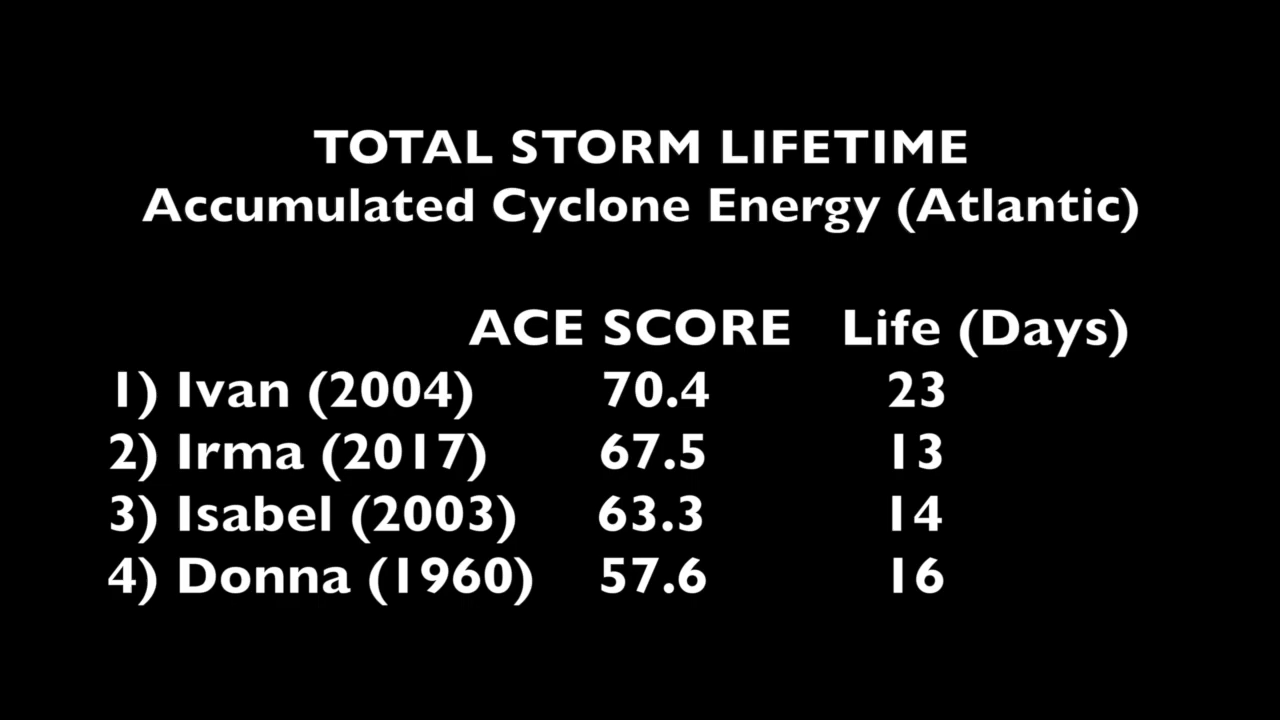 TOTAL STORM LIFETIME
Accumulated Cyclone Energy (Atlantic)
ACE SCORE Life (Days)
1) Ivan (2004) 70.4 23
2) Irma (2017) 67.5 13
3) Isabel (2003) 63.3 14
4) Donna (1960) 57.6 16